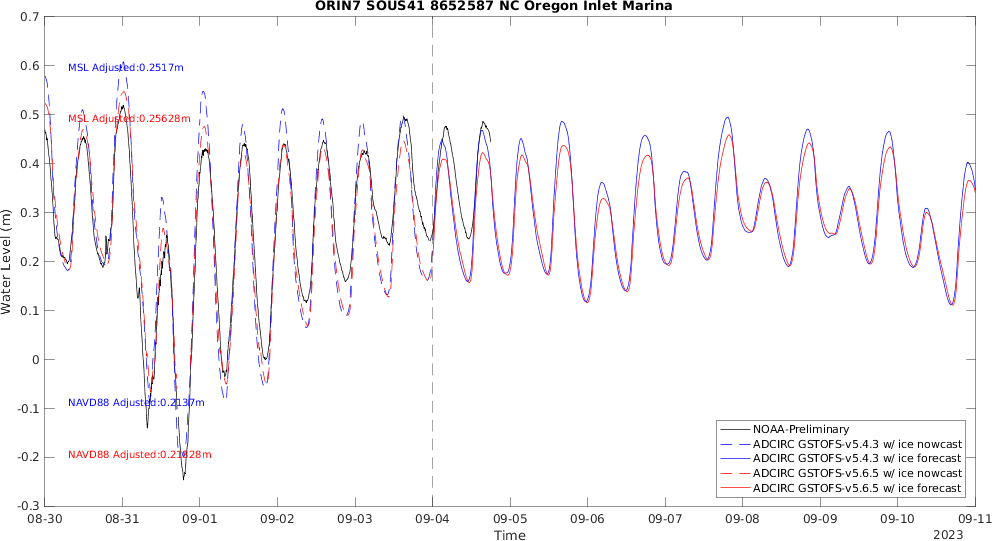 ORIN7 SOUS41 8652587 NC Oregon Inlet Marina
0.7
0.6
0.5
0.4
0.3
0.2
0.1
0
-0.1
-0.2
-0.3
Water Level (m)
MSL Adjusted:0.2517m
MSL Adjusted:0.25628m
NAVD88 Adjusted:0.2137m
NAVD88 Adjusted:0.21828m
NOAA-Preliminary
ADCIRC GSTOFS-v5.4.3 w/ ice nowcast
ADCIRC GSTOFS-v5.4.3 w/ ice forecast
ADCIRC GSTOFS-v5.6.5 w/ ice nowcast
ADCIRC GSTOFS-v5.6.5 w/ ice forecast
08-30 08-31 09-01 09-02 09-03 09-04 09-05 09-06 09-07 09-08 09-09 09-10 09-11
Time
2023